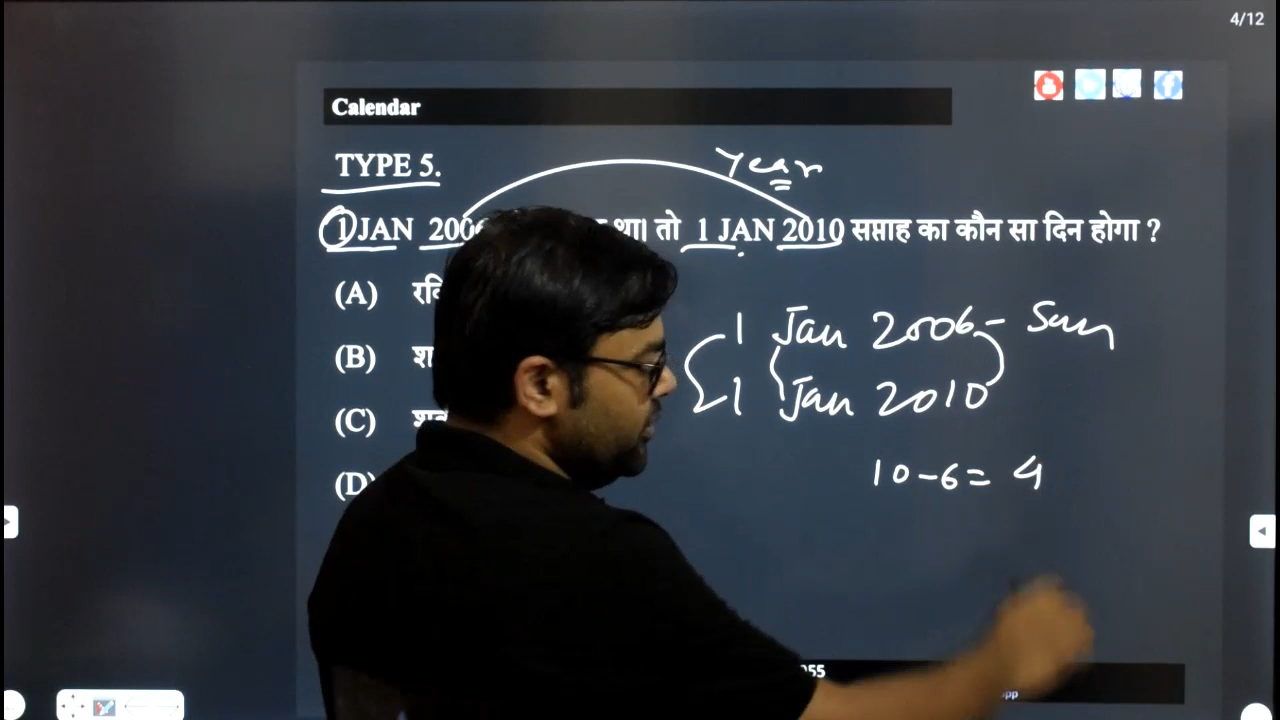 4/12
Calendar
TYPE 5.
Year
1 JAN 2006 था। तो 1 JAN 2010 सप्ताह का कौन सा दिन होगा ?
(A)
1 Jan 2006 - Sun
(B)
1 Jan 2010
(C)
10-6= 4
(D)